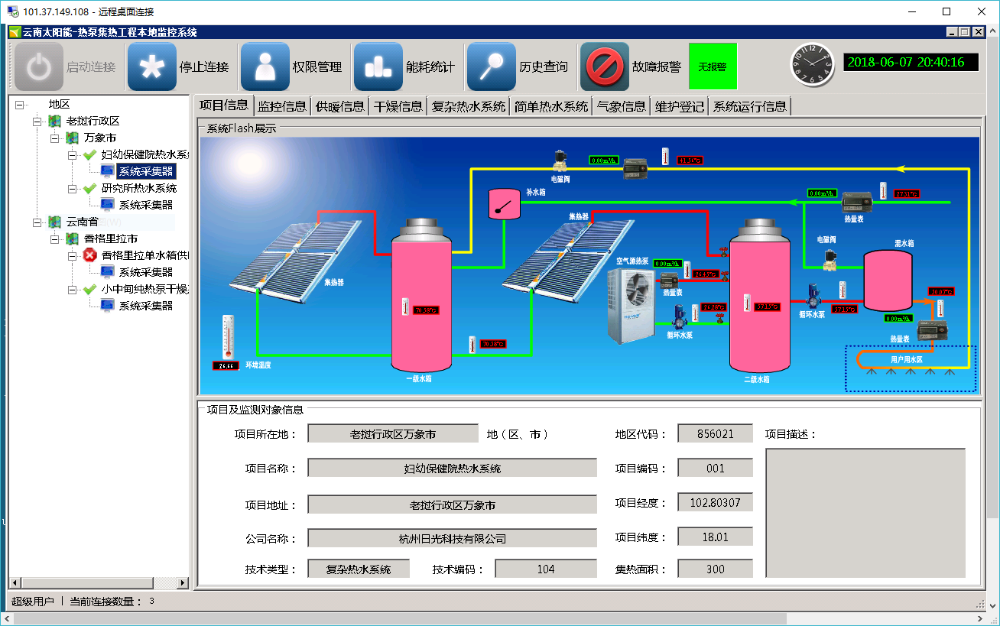 101.37.149.108 - 远程桌面连接
云南太阳能-热泵集热工程本地监控系统
启动连接
停止连接
权限管理
能耗统计
历史查询
故障报警
无报警
2018-06-07 20:40:16
地区
老挝行政区
万象市
妇幼保健院热水系
系统采集器
研究所热水系统
系统采集器
云南省
香格里拉市
香格里拉单水箱供
系统采集器
小中甸纯热泵干燥
系统采集器
项目信息 监控信息 供暖信息 干燥信息 复杂热水系统 简单热水系统 气象信息 维护登记 系统运行信息
系统Flash展示
电磁阀
0.00m³/h
补水箱
0.00m³/h
热量表
集热器
集热器
电磁阀
混水箱
空气源热泵
0.00m³/h
热量表
循环水泵
循环水泵
57.15℃
57.15℃
70.58℃
70.58℃
0.00m³/h
热量表
用户用水区
26.66
环境温度
一级水箱
二级水箱
项目及监测对象信息
项目所在地： 老挝行政区万象市 地（区、市） 地区代码： 856021 项目描述：
项目名称： 妇幼保健院热水系统 项目编码： 001
项目地址： 老挝行政区万象市 项目经度： 102.80307
公司名称： 杭州日光科技有限公司 项目纬度： 18.01
技术类型： 复杂热水系统 技术编码： 104 集热面积： 300
超级用户 | 当前连接数量： 3